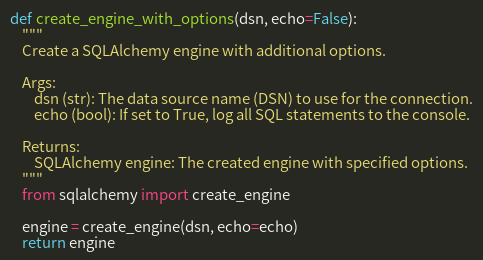 def create_engine_with_options(dsn, echo=False):
    """
    Create a SQLAlchemy engine with additional options.

    Args:
        dsn (str): The data source name (DSN) to use for the connection.
        echo (bool): If set to True, log all SQL statements to the console.

    Returns:
        SQLAlchemy engine: The created engine with specified options.
    """
    from sqlalchemy import create_engine

    engine = create_engine(dsn, echo=echo)
    return engine